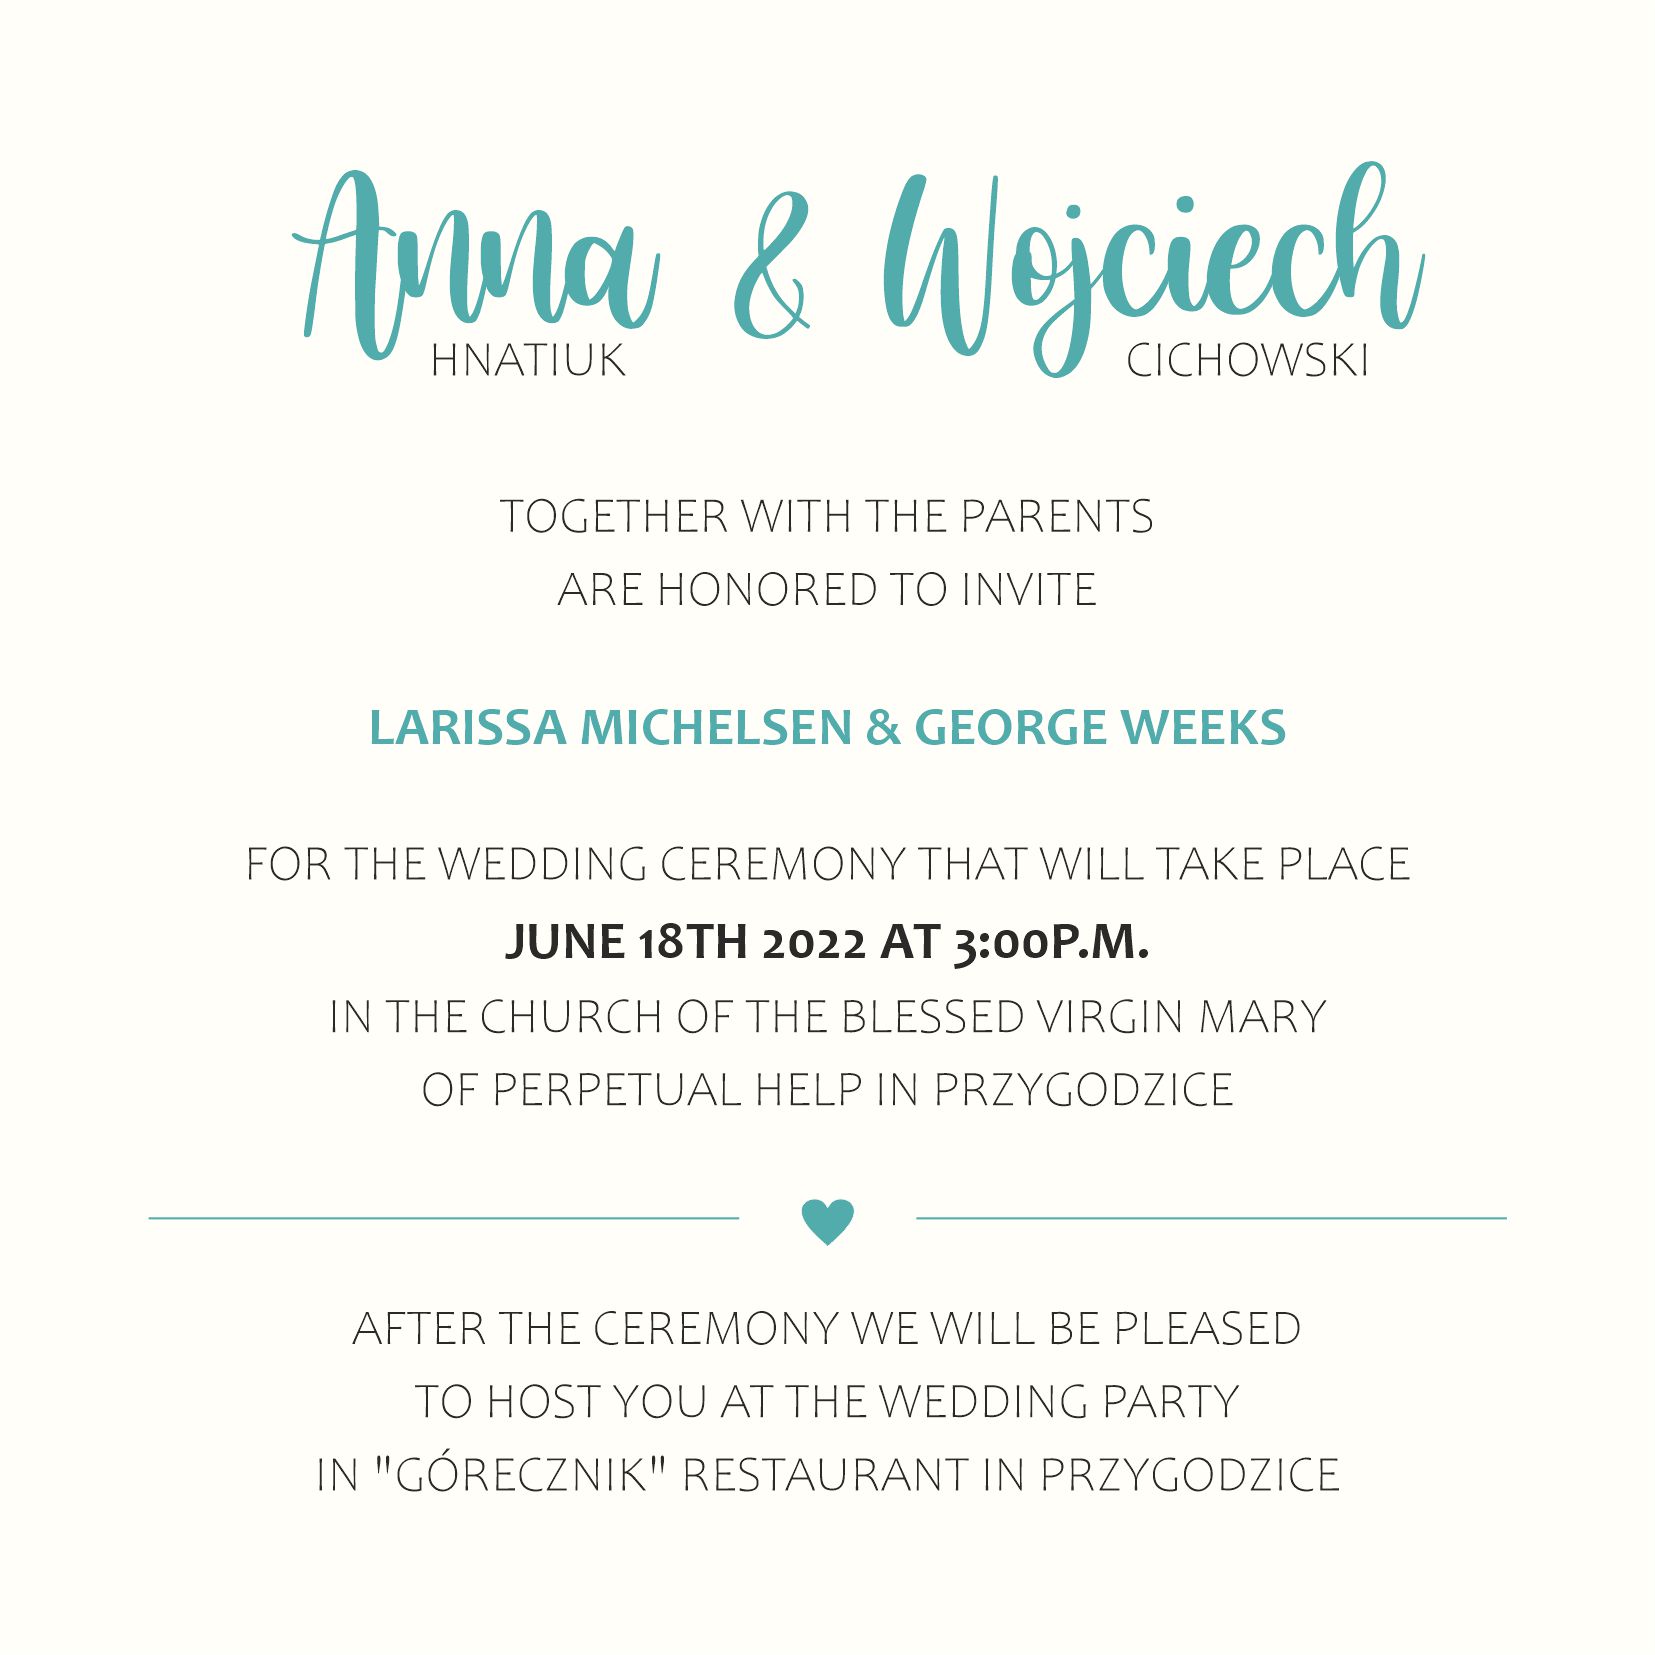 Anna & Wojciech
HNATIUK CICHOWSKI
TOGETHER WITH THE PARENTS
ARE HONORED TO INVITE
LARISSA MICHELSEN & GEORGE WEEKS
FOR THE WEDDING CEREMONY THAT WILL TAKE PLACE
JUNE 18TH 2022 AT 3:00P.M.
IN THE CHURCH OF THE BLESSED VIRGIN MARY
OF PERPETUAL HELP IN PRZYGODZICE
AFTER THE CEREMONY WE WILL BE PLEASED
TO HOST YOU AT THE WEDDING PARTY
IN "GÓRECZNIK" RESTAURANT IN PRZYGODZICE